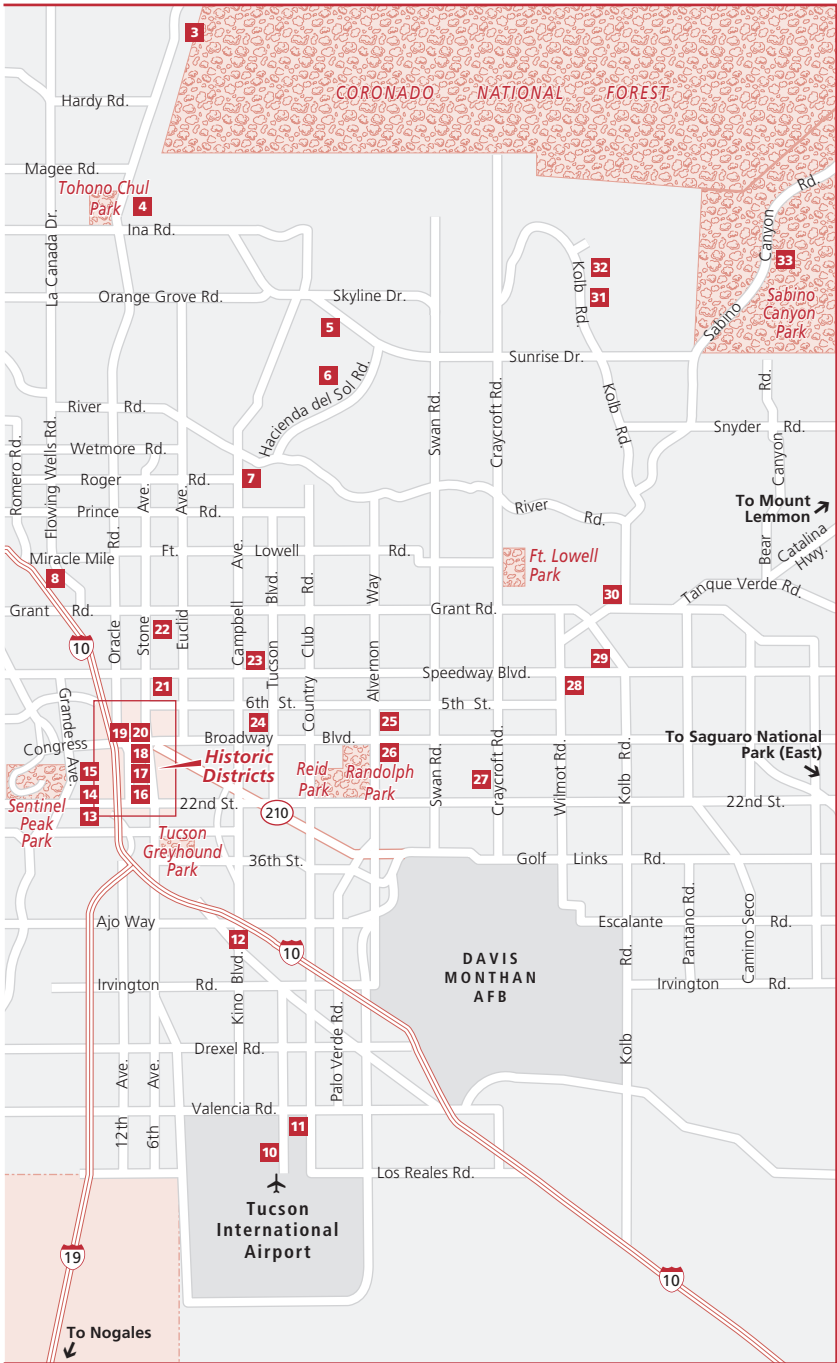 3
CORONADO NATIONAL FOREST
Hardy Rd.
Magee Rd.
Tohono Chul
Park
4
Ina Rd.
La Canada Dr.
Rd.
Canyon
Sabino
33
Sabino
Canyon
Park
32
31
Kolb
Rd.
Orange Grove Rd.
Skyline Dr.
5
6
Sunrise Dr.
Hacienda del Sol Rd.
Kolb
Rd.
River Rd.
Swan Rd.
Craycroft Rd.
Rd.
Canyon
Bear
Snyder Rd.
Romero Rd.
Flowing Wells Rd.
Wetmore Rd.
Roger Rd.
7
Prince Rd.
Ave.
Ave.
Rd.
River Rd.
To Mount
Lemmon
Catalina
Hwy.
Miracle Mile
Ft. Lowell Rd.
Ave.
Blvd.
Rd.
Way
Ft. Lowell
Park
8
30
Tanque Verde Rd.
Grant Rd.
Grant Rd.
10
Oracle
Stone
22
Euclid
Campbell
23
Tucson
Club
Country
Alvernon
29
Speedway Blvd.
28
21
6th St.
5th St.
Grande
Ave.
Congress
19
20
24
25
Broadway Blvd.
18
Historic
Districts
26
To Saguaro National
Park (East)
15
17
Reid
Park
Randolph
Park
Swan Rd.
27
Craycroft Rd.
Wilmot Rd.
Kolb Rd.
14
16
22nd St.
22nd St.
13
Sentinel
Peak
Park
210
Tucson
Greyhound
Park
36th St.
Golf Links Rd.
Ajo Way
12
10
Escalante Rd.
Pantano Rd.
Camino Seco
DAVIS
MONTHAN
AFB
Rd.
Kolb
Irvington Rd.
Irvington Rd.
Kino Blvd.
Drexel Rd.
Palo Verde Rd.
12th Ave.
6th Ave.
Valencia Rd.
11
10
Los Reales Rd.
Tucson
International
Airport
19
10
To Nogales